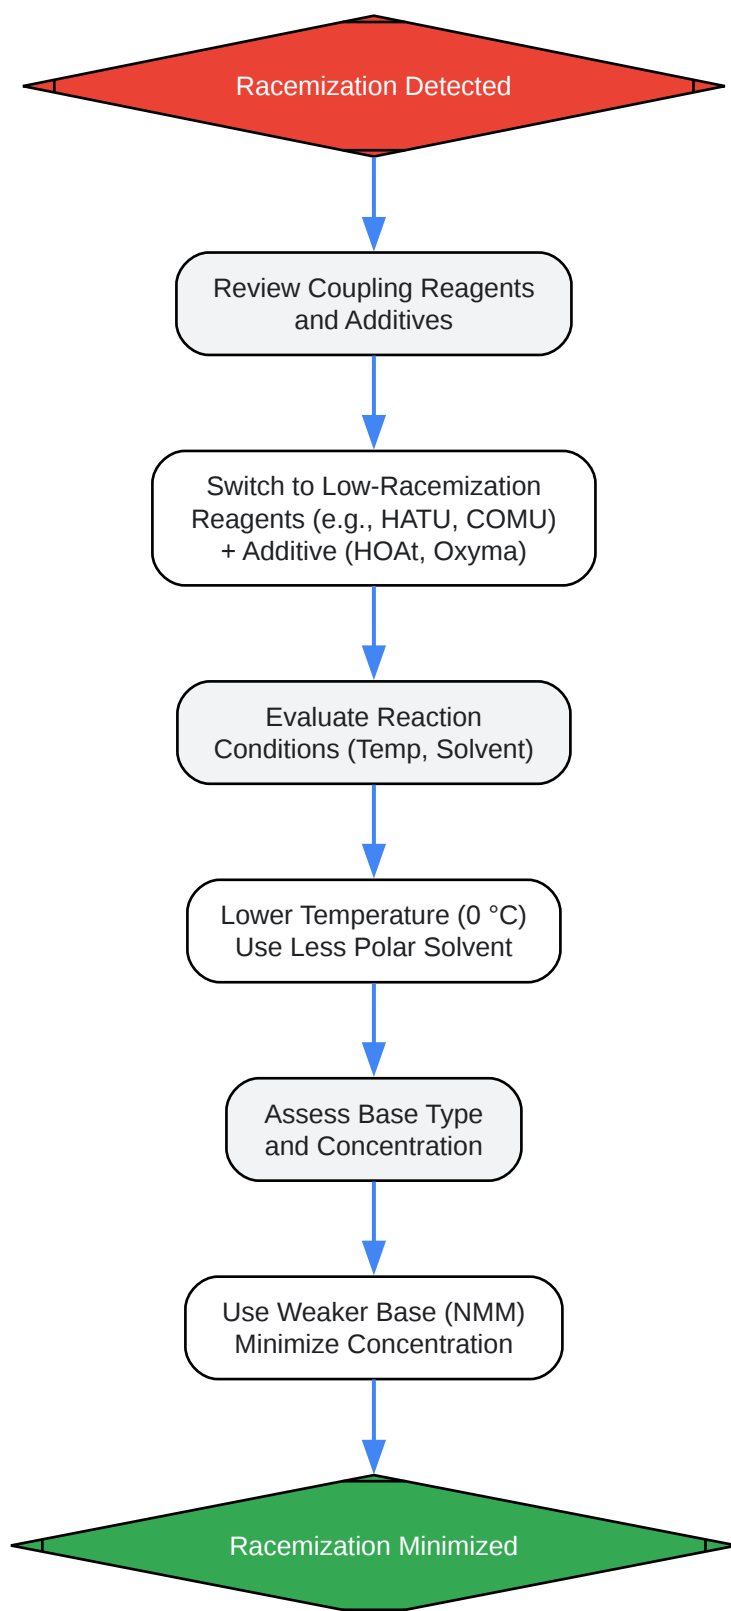 Racemization Detected
Review Coupling Reagents
and Additives
Switch to Low-Racemization
Reagents (e.g., HATU, COMU)
+ Additive (HOAt, Oxyma)
Evaluate Reaction
Conditions (Temp, Solvent)
Lower Temperature (0 °C)
Use Less Polar Solvent
Assess Base Type
and Concentration
Use Weaker Base (NMM)
Minimize Concentration
Racemization Minimized